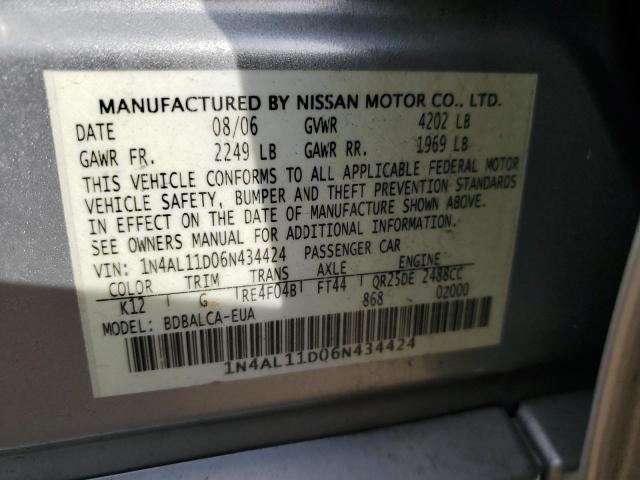 MANUFACTURED BY NISSAN MOTOR CO., LTD.
DATE 08/06 GVWR 4202 LB
GAWR FR. 2249 LB GAWR RR. 1969 LB
THIS VEHICLE CONFORMS TO ALL APPLICABLE FEDERAL MOTOR
VEHICLE SAFETY, BUMPER AND THEFT PREVENTION STANDARDS
IN EFFECT ON THE DATE OF MANUFACTURE SHOWN ABOVE.
SEE OWNERS MANUAL FOR ADDITIONAL INFORMATION.
VIN: 1N4AL11D06N434424 PASSENGER CAR
COLOR TRIM TRANS AXLE ENGINE
K12 G RE4F04B FT44 QR25DE 2488CC
MODEL: BDBALCA-EUA 868 02000
1N4AL11D06N434424